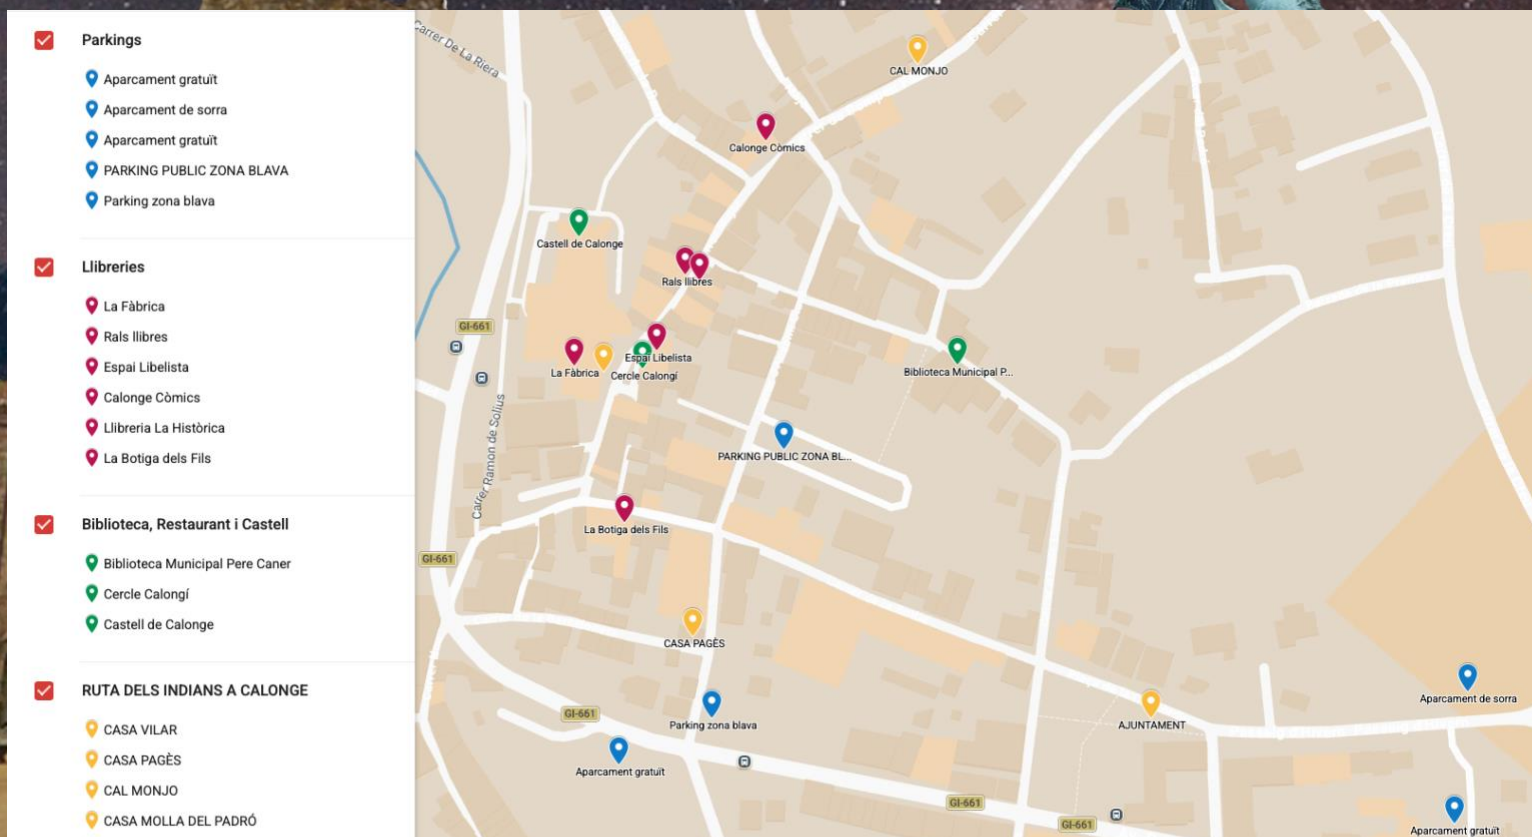 Parkings
Aparcament gratuït
Aparcament de sorra
Aparcament gratuït
PARKING PUBLIC ZONA BLAVA
Parking zona blava
Llibreries
La Fàbrica
Rals llibres
Espai Libelista
Calonge Còmics
Llibreria La Històrica
La Botiga dels Fils
Biblioteca, Restaurant i Castell
Biblioteca Municipal Pere Caner
Cercle Calongí
Castell de Calonge
RUTA DELS INDIANS A CALONGE
CASA VILAR
CASA PAGÈS
CAL MONJO
CASA MOLLA DEL PADRÓ
Carrer De La Riera
CAL MONJO
Calonge Còmics
Castell de Calonge
Rals llibres
GI-661
Espai Libelista
La Fàbrica
Cercle Calongí
Biblioteca Municipal P...
Carrer Ramon de Solius
PARKING PUBLIC ZONA BL...
La Botiga dels Fils
GI-661
CASA PAGÈS
Aparcament de sorra
GI-661
Parking zona blava
AJUNTAMENT
Aparcament gratuït
GI-661
GI-661
Aparcament gratuït